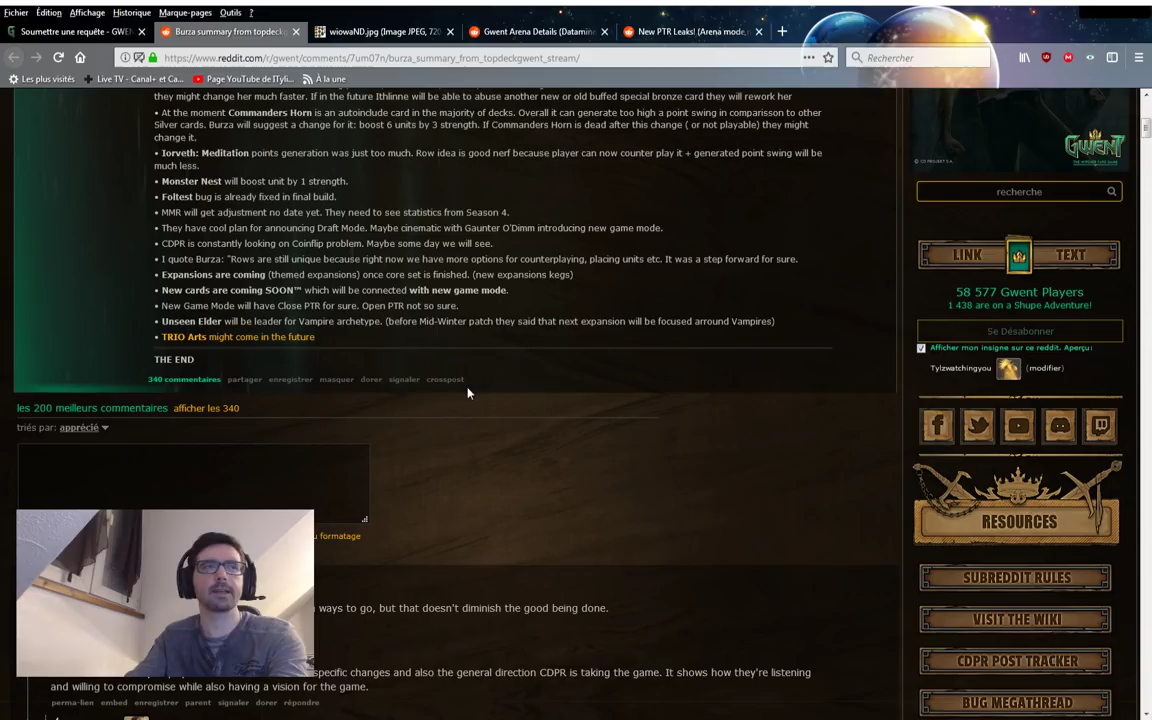 Fichier Édition Affichage Historique Marque-pages Outils ?
Soumettre une requête - GWEN × Burza summary from topdeck × wiowaND.jpg (Image JPEG, 720 × Gwent Arena Details (Datamine × New PTR Leaks! (Arena mode, ×
https://www.reddit.com/r/gwent/comments/7um07n/burza_summary_from_topdeckgwent_stream/ Rechercher
Les plus visités Live TV - Canal+ et Ca... Page YouTube de ITyli... À la une
they might change her much faster. If in the future Ithlinne will be able to abuse another new or old buffed special bronze card they will rework her
• At the moment Commanders Horn is an autoinclude card in the majority of decks. Overall it can generate too high a point swing in comparisson to other
Silver cards. Burza will suggest a change for it: boost 6 units by 3 strength. If Commanders Horn is dead after this change ( or not playable) they might
change it.
• Iorveth: Meditation points generation was just too much. Row idea is good nerf because player can now counter play it + generated point swing will be
much less.
• Monster Nest will boost unit by 1 strength.
• Foltest bug is already fixed in final build.
• MMR will get adjustment no date yet. They need to see statistics from Season 4.
• They have cool plan for announcing Draft Mode. Maybe cinematic with Gaunter O'Dimm introducing new game mode.
• CDPR is constantly looking on Coinflip problem. Maybe some day we will see.
• I quote Burza: "Rows are still unique because right now we have more options for counterplaying, placing units etc. It was a step forward for sure.
• Expansions are coming (themed expansions) once core set is finished. (new expansions kegs)
• New cards are coming SOON™ which will be connected with new game mode.
• New Game Mode will have Close PTR for sure. Open PTR not so sure.
• Unseen Elder will be leader for Vampire archetype. (before Mid-Winter patch they said that next expansion will be focused arround Vampires)
• TRIO Arts might come in the future
THE END
340 commentaires partager enregistrer masquer dorer signaler crosspost
les 200 meilleurs commentaires afficher les 340
triés par: apprécié
u formatage
ways to go, but that doesn't diminish the good being done.
specific changes and also the general direction CDPR is taking the game. It shows how they're listening
and willing to compromise while also having a vision for the game.
perma-lien embed enregistrer parent signaler dorer répondre
GWENT
recherche
LINK TEXT
58 577 Gwent Players
1 438 are on a Shupe Adventure!
Se Désabonner
Afficher mon insigne sur ce reddit. Aperçu:
Tylzwatchingyou (modifier)
RESOURCES
SUBREDDIT RULES
VISIT THE WIKI
CDPR POST TRACKER
BUG MEGATHREAD